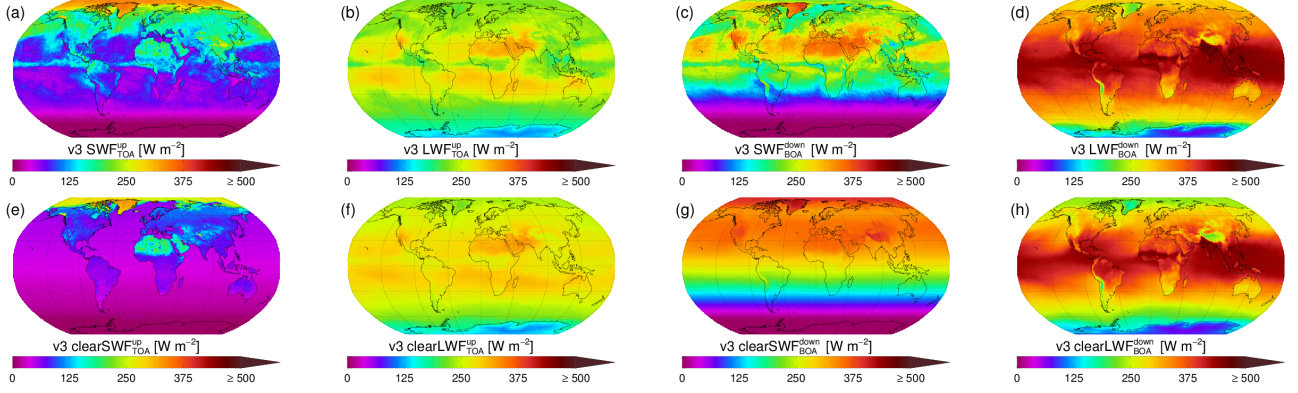 (a) (b) (c) (d)
v3 SWF^up_TOA [W m−2] v3 LWF^up_TOA [W m−2] v3 SWF^down_BOA [W m−2] v3 LWF^down_BOA [W m−2]
0 125 250 375 ≥ 500 0 125 250 375 ≥ 500 0 125 250 375 ≥ 500 0 125 250 375 ≥ 500
(e) (f) (g) (h)
v3 clearSWF^up_TOA [W m−2] v3 clearLWF^up_TOA [W m−2] v3 clearSWF^down_BOA [W m−2] v3 clearLWF^down_BOA [W m−2]
0 125 250 375 ≥ 500 0 125 250 375 ≥ 500 0 125 250 375 ≥ 500 0 125 250 375 ≥ 500